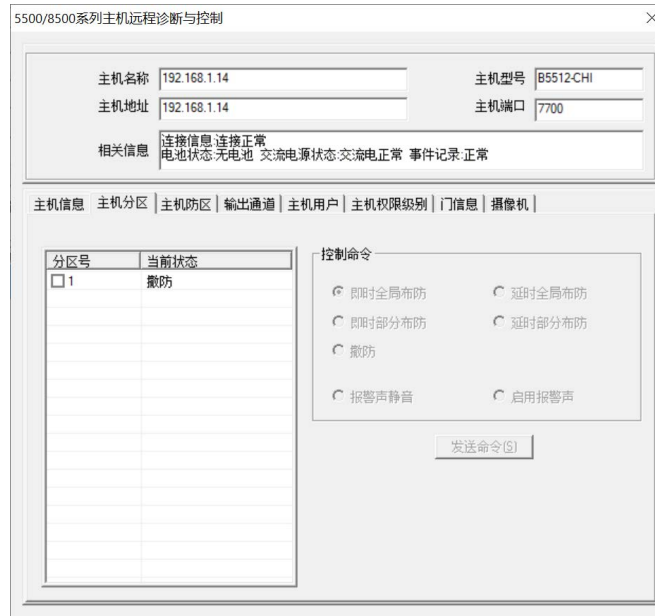 5500/8500系列主机远程诊断与控制
主机名称 192.168.1.14 主机型号 B5512-CHI
主机地址 192.168.1.14 主机端口 7700
相关信息 连接信息:连接正常
电池状态:无电池 交流电源状态:交流电正常 事件记录:正常
主机信息 主机分区 主机防区 输出通道 主机用户 主机权限级别 门信息 摄像机
分区号 当前状态
1 撤防
控制命令
即时全局布防 延时全局布防
即时部分布防 延时部分布防
撤防
报警声静音 启用报警声
发送命令(S)